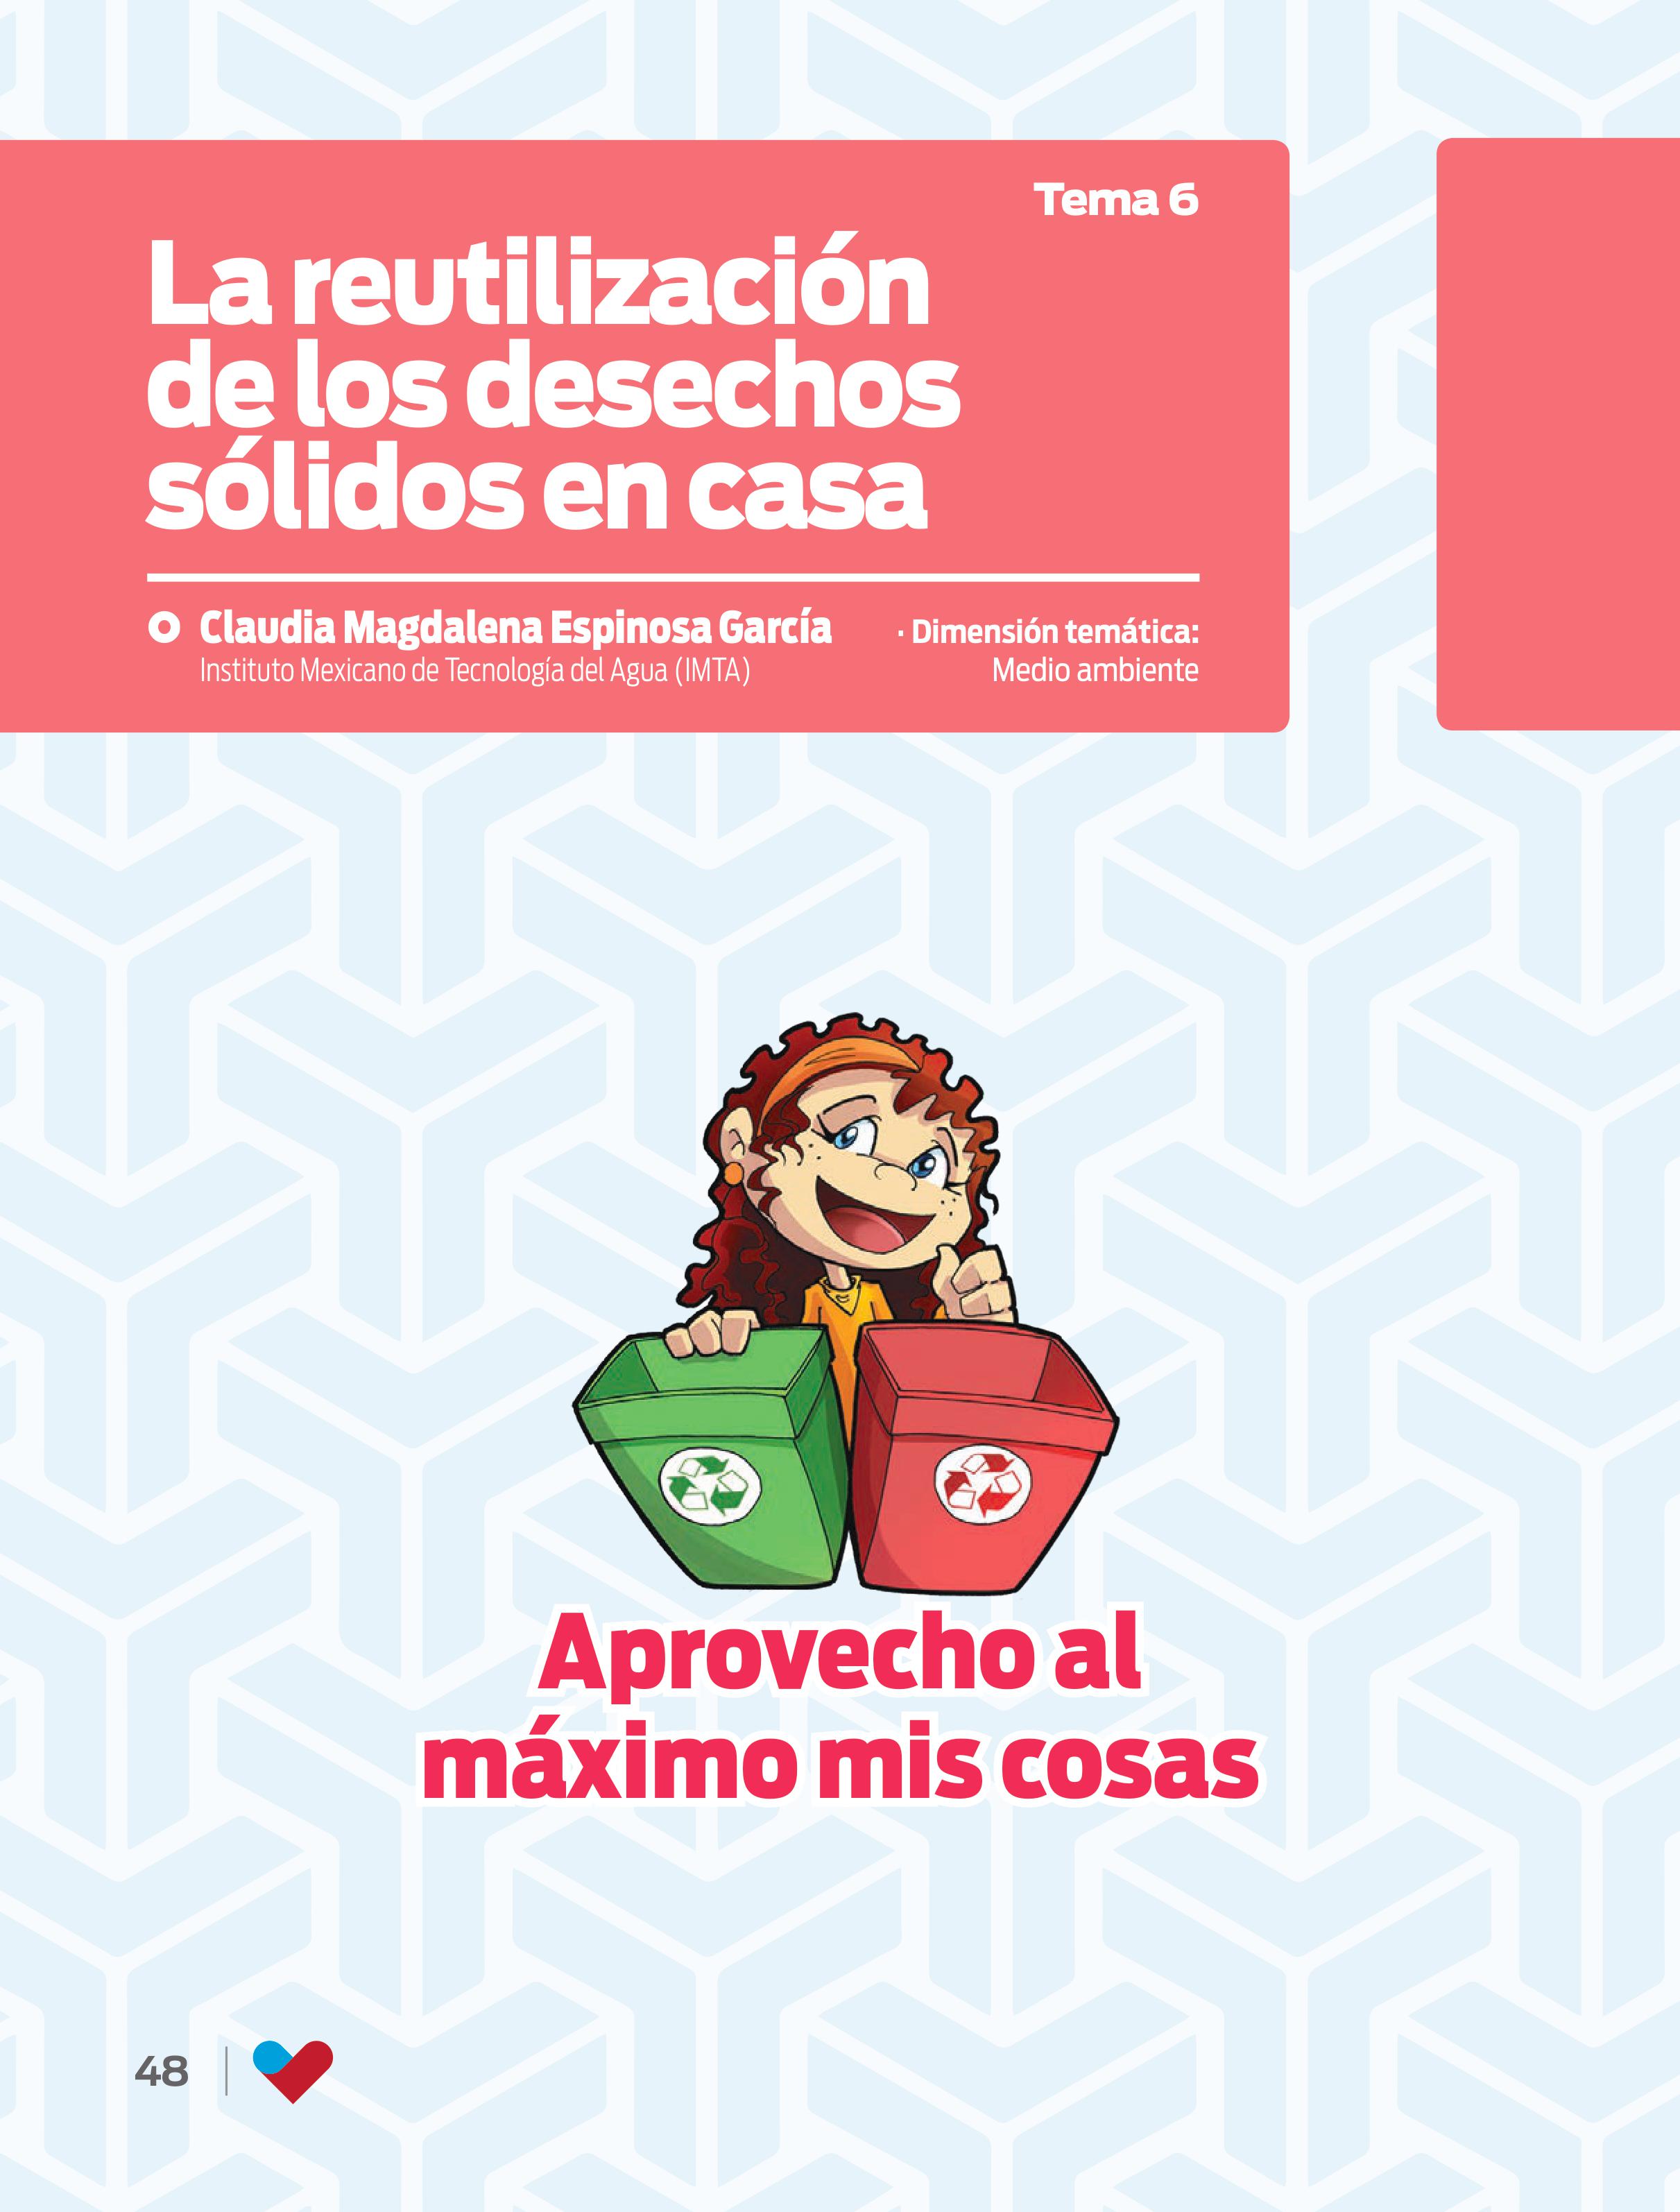 Tema 6
La reutilización
de los desechos
sólidos en casa
Claudia Magdalena Espinosa García
Instituto Mexicano de Tecnología del Agua (IMTA)
· Dimensión temática:
Medio ambiente
Aprovecho al
máximo mis cosas
48